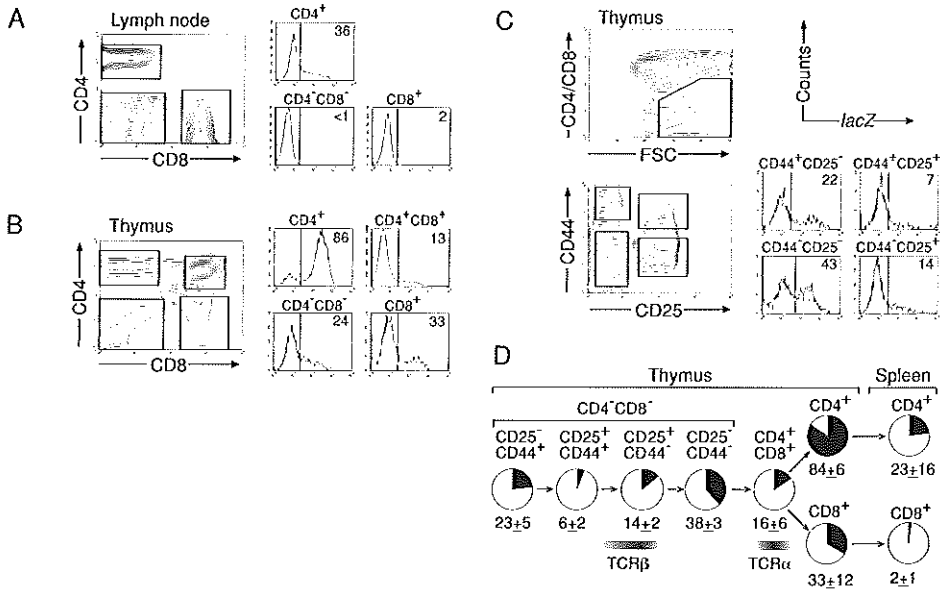 A
Lymph node
CD4
CD8
CD4+
36
CD4-CD8-
<1
CD8+
2
B
Thymus
CD4
CD8
CD4+
86
CD4+CD8+
13
CD4-CD8-
24
CD8+
33
C
Thymus
CD4/CD8
FSC
Counts
lacZ
CD44
CD25
CD44+CD25-
22
CD44+CD25+
7
CD44-CD25-
43
CD44-CD25+
14
D
Thymus
Spleen
CD4-CD8-
CD25- CD25+ CD25+ CD25- CD4+
CD44+ CD44+ CD44- CD44- CD8+
23±5 6±2 14±2 38±3 16±6
TCRβ TCRα
CD4+ CD4+
84±6 23±16
CD8+ CD8+
33±12 2±1